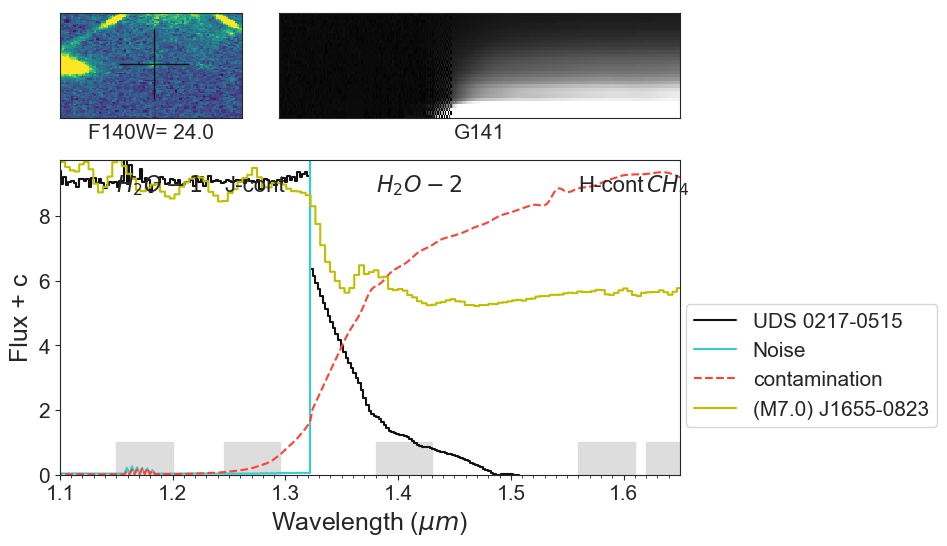 F140W= 24.0
G141
H₂O − 1
J-cont
H₂O − 2
H-cont
CH₄
Flux + c
8
6
4
2
0
1.1
1.2
1.3
1.4
1.5
1.6
Wavelength (μm)
UDS 0217-0515
Noise
contamination
(M7.0) J1655-0823